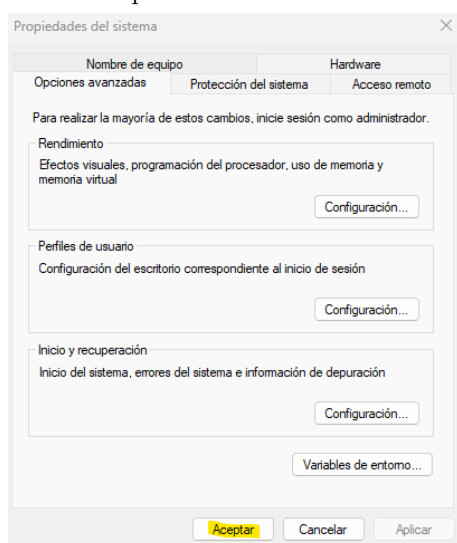 Propiedades del sistema
Nombre de equipo
Hardware
Opciones avanzadas
Protección del sistema
Acceso remoto
Para realizar la mayoría de estos cambios, inicie sesión como administrador.
Rendimiento
Efectos visuales, programación del procesador, uso de memoria y
memoria virtual
Configuración...
Perfiles de usuario
Configuración del escritorio correspondiente al inicio de sesión
Configuración...
Inicio y recuperación
Inicio del sistema, errores del sistema e información de depuración
Configuración...
Variables de entorno...
Aceptar
Cancelar
Aplicar